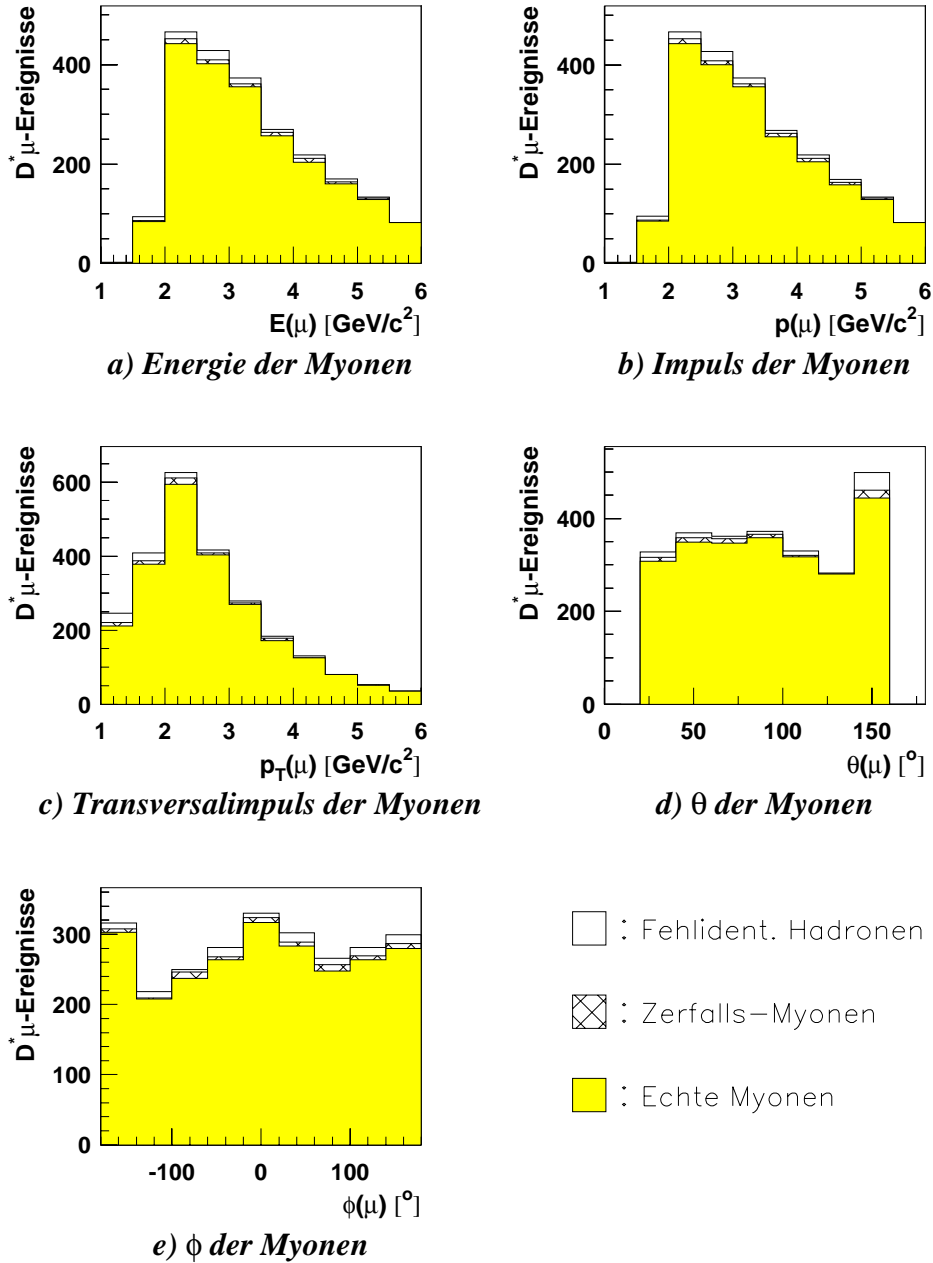 D*μ-Ereignisse
400
200
0
1 2 3 4 5 6
E(μ) [GeV/c²]
a) Energie der Myonen
D*μ-Ereignisse
400
200
0
1 2 3 4 5 6
p(μ) [GeV/c²]
b) Impuls der Myonen
D*μ-Ereignisse
600
400
200
0
1 2 3 4 5 6
p_T(μ) [GeV/c²]
c) Transversalimpuls der Myonen
D*μ-Ereignisse
400
200
0
0 50 100 150
θ(μ) [°]
d) θ der Myonen
D*μ-Ereignisse
300
200
100
0
-100 0 100
ϕ(μ) [°]
e) ϕ der Myonen
: Fehlident. Hadronen
: Zerfalls-Myonen
: Echte Myonen